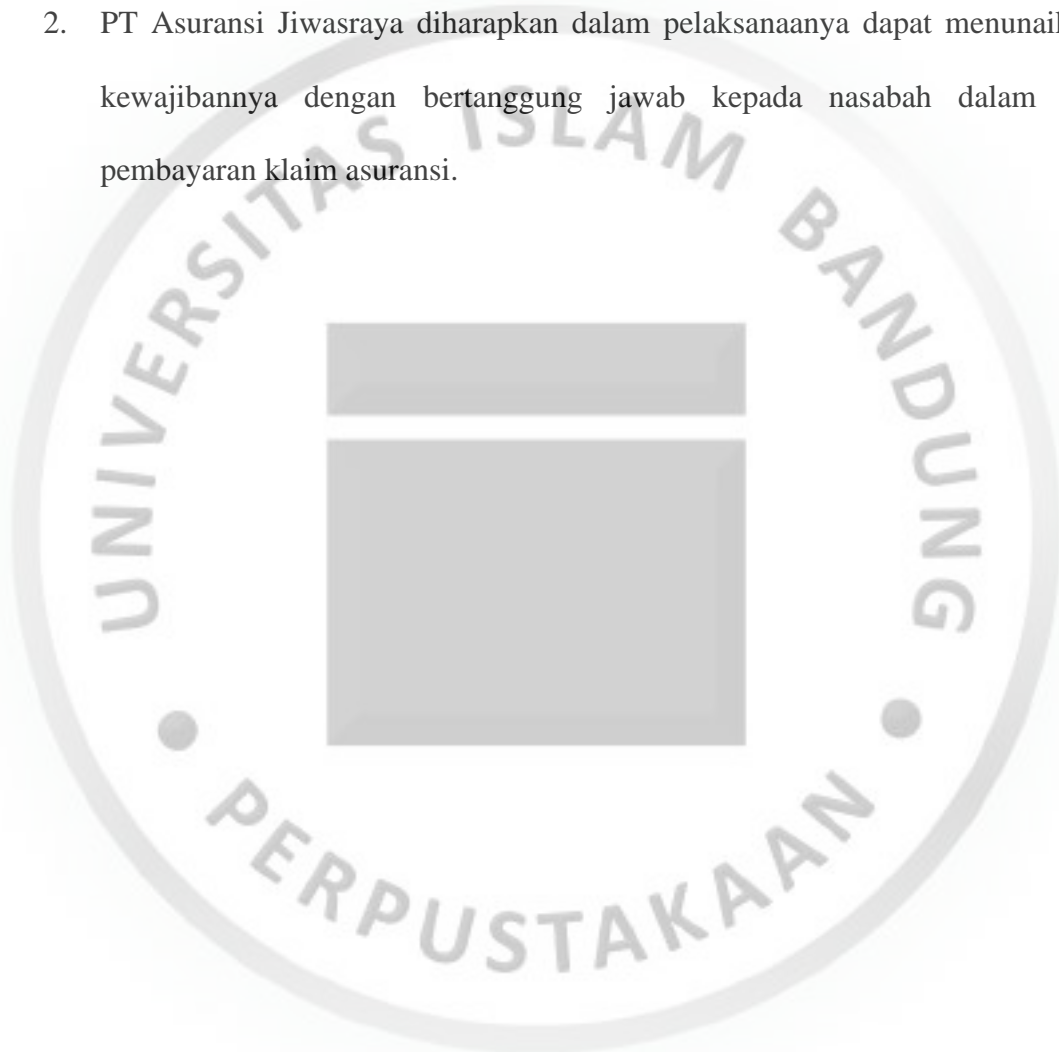 2. PT Asuransi Jiwasraya diharapkan dalam pelaksanaanya dapat
kewajibannya dengan bertanggung jawab kepada nasabah dalam
pembayaran klaim asuransi.
UNIVERSITAS ISLAM BANDUNG
PERPUSTAKAAN